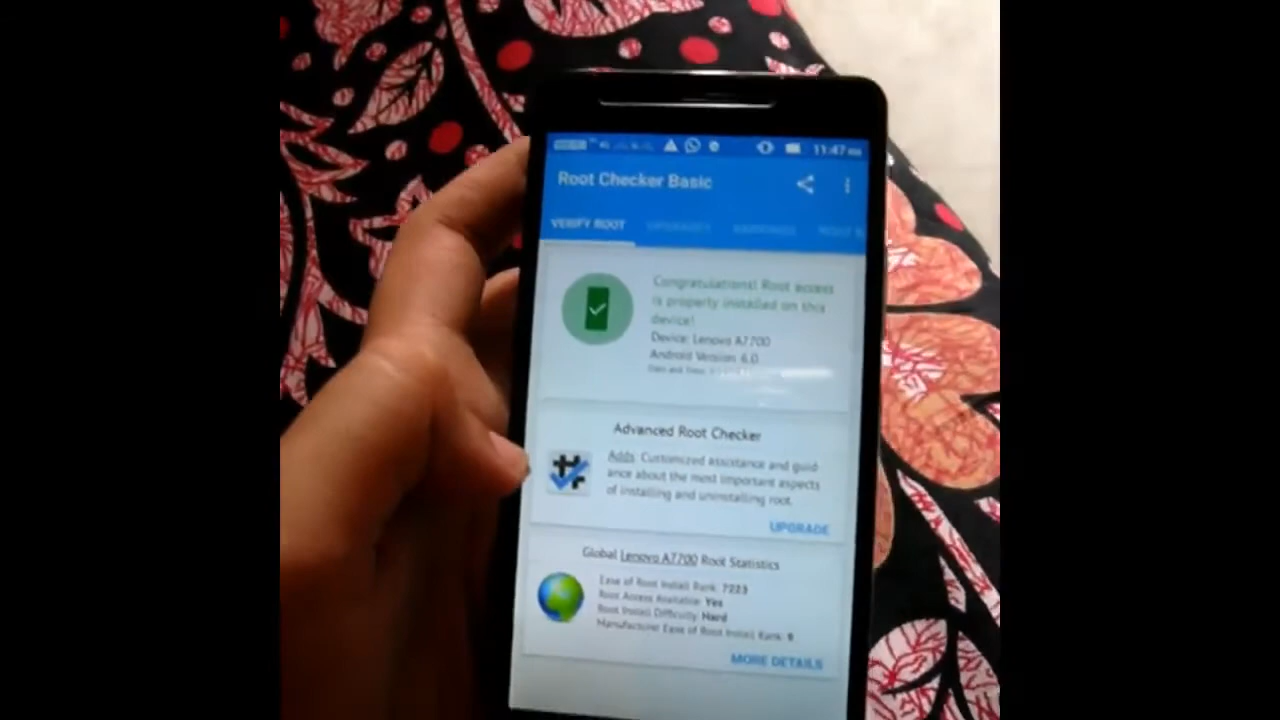 11:47
Root Checker Basic
VERIFY ROOT
Congratulations! Root access
is properly installed on this
device!
Device: Lenovo A7700
Android Version: 6.0
Date and Time:
Advanced Root Checker
Adds: Customized assistance and guid
ance about the most important aspects
of installing and uninstalling root.
UPGRADE
Global Lenovo A7700 Root Statistics
Ease of Root Install Rank: 7223
Root Access Available: Yes
Root Install Difficulty: Hard
Manufacturer Ease of Root Install Rank:
MORE DETAILS